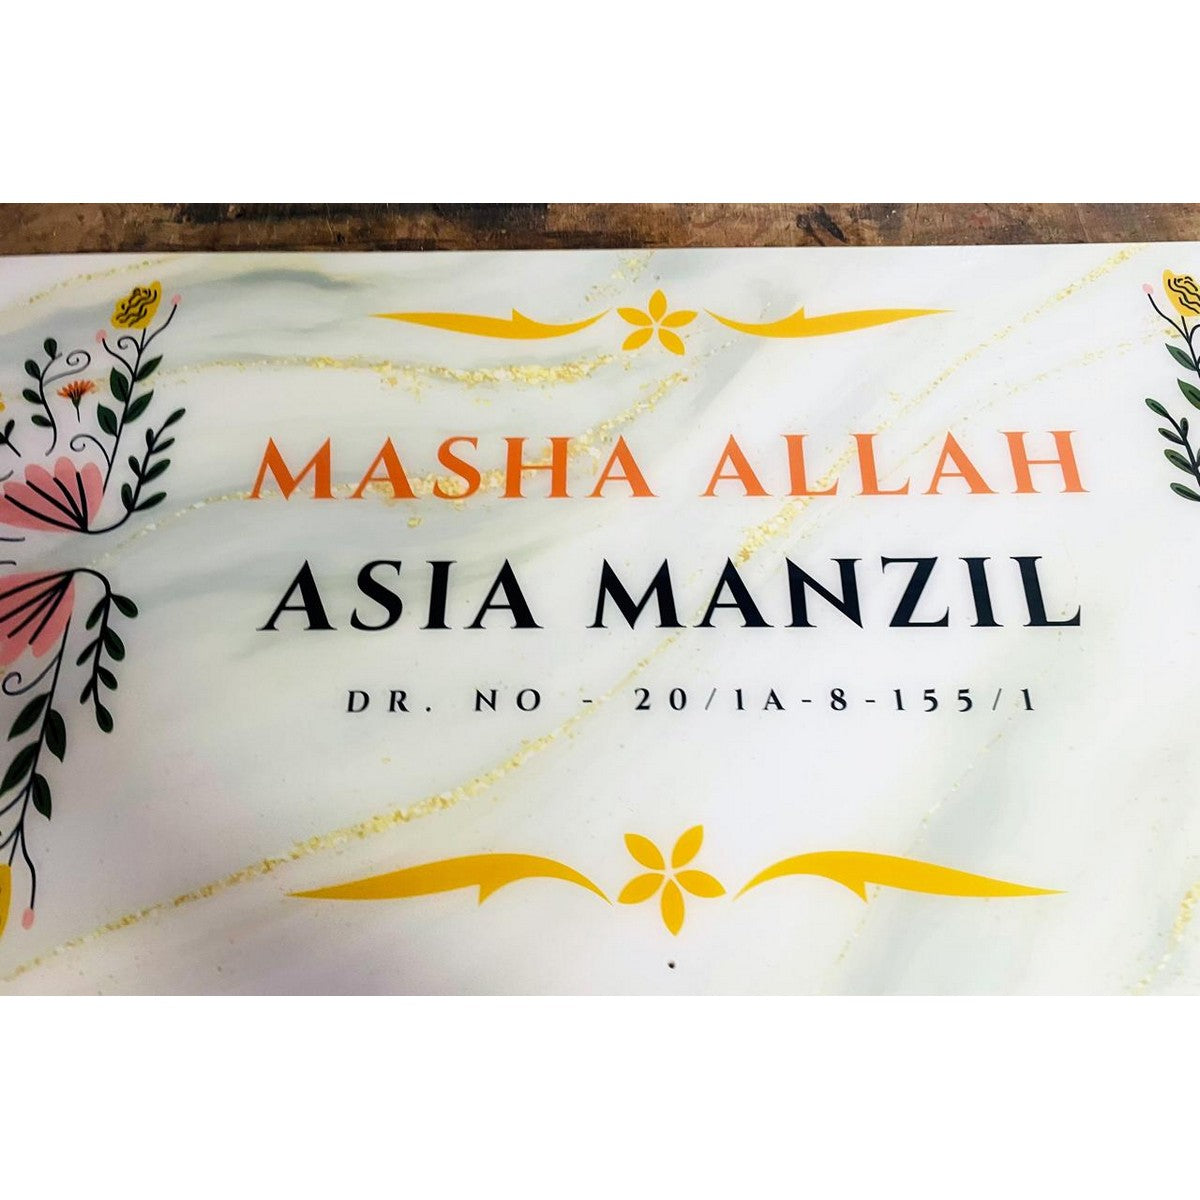 MASHA ALLAH
ASIA MANZIL
DR. NO - 20/1A-8-155/1